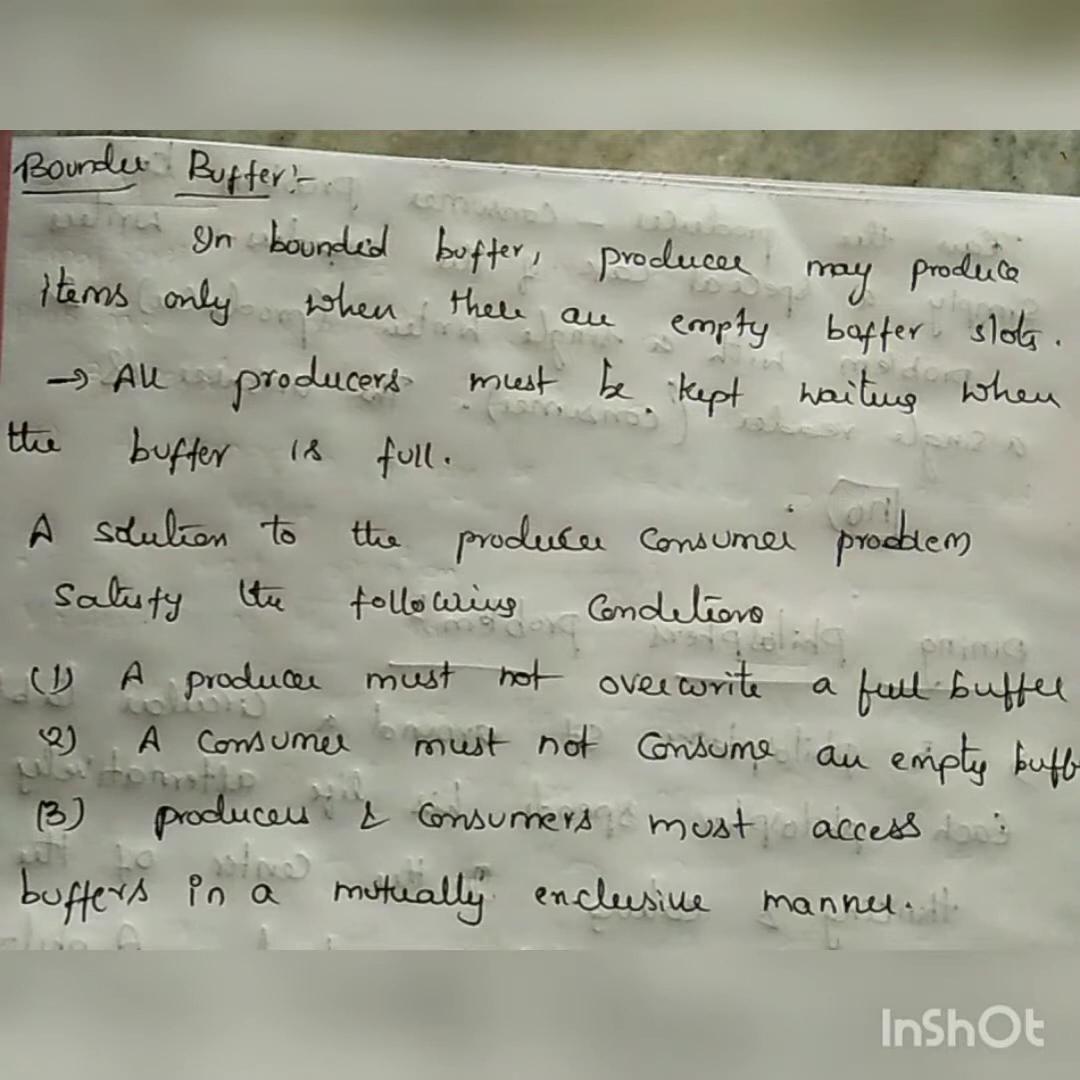 Bounded Buffer:-
In bounded buffer, producer may produce
items only when there are empty buffer slots.
→ All producers must be kept waiting when
the buffer is full.
A solution to the producer consumer problem
satisfy the following conditions
(1) A producer must not overwrite a full buffer
2) A consumer must not consume an empty buff
(3) producers & consumers must access
buffers in a mutually exclusive manner.
InShOt